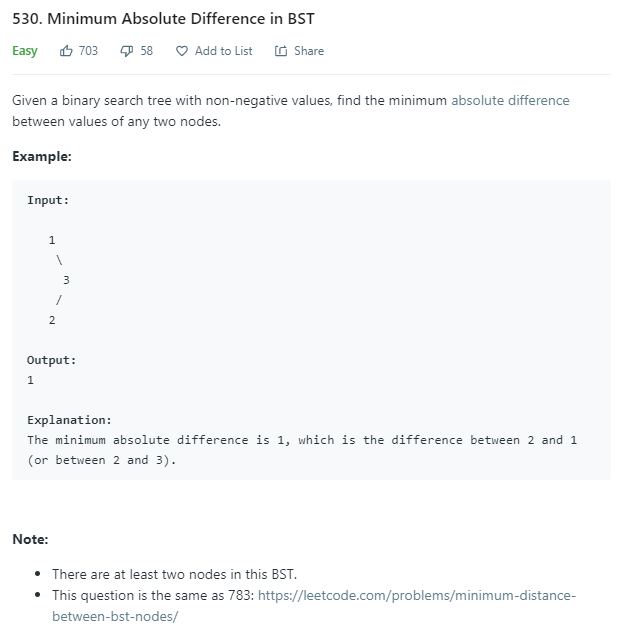 530. Minimum Absolute Difference in BST
Easy 703 58 Add to List Share
Given a binary search tree with non-negative values, find the minimum absolute difference
between values of any two nodes.
Example:
Input:
1
\
3
/
2
Output:
1
Explanation:
The minimum absolute difference is 1, which is the difference between 2 and 1
(or between 2 and 3).
Note:
• There are at least two nodes in this BST.
• This question is the same as 783: https://leetcode.com/problems/minimum-distance-
between-bst-nodes/